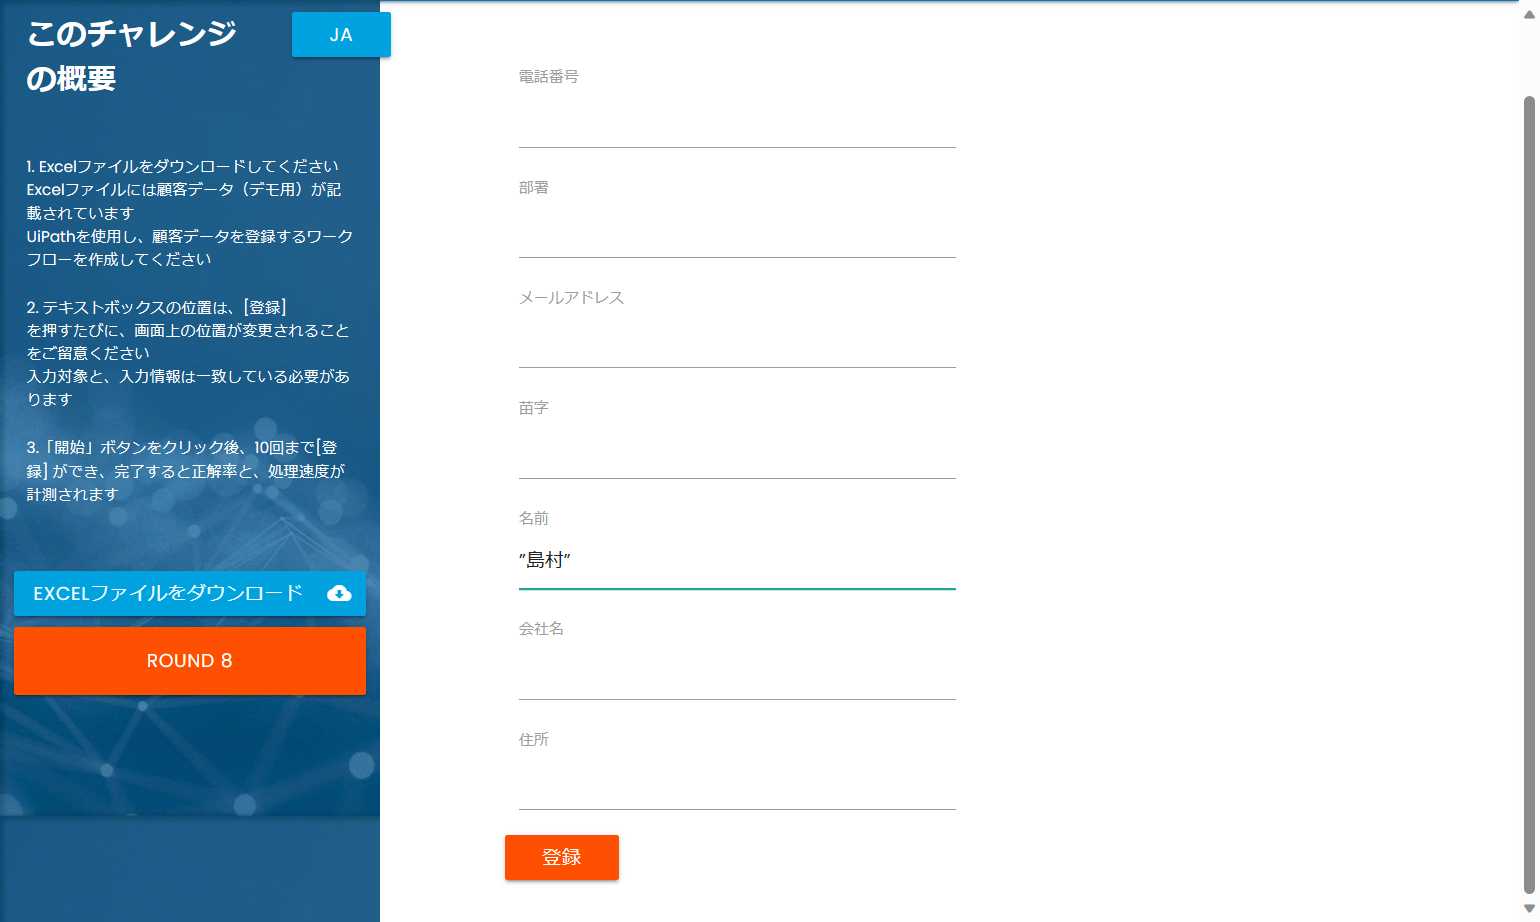 このチャレンジ
の概要
JA
1. Excelファイルをダウンロードしてください
Excelファイルには顧客データ（デモ用）が記
載されています
UiPathを使用し、顧客データを登録するワーク
フローを作成してください
2. テキストボックスの位置は、[登録]
を押すたびに、画面上の位置が変更されること
をご留意ください
入力対象と、入力情報は一致している必要があ
ります
3.「開始」ボタンをクリック後、10回まで[登
録] ができ、完了すると正解率と、処理速度が
計測されます
EXCELファイルをダウンロード
ROUND 8
電話番号
部署
メールアドレス
苗字
名前
”島村”
会社名
住所
登録